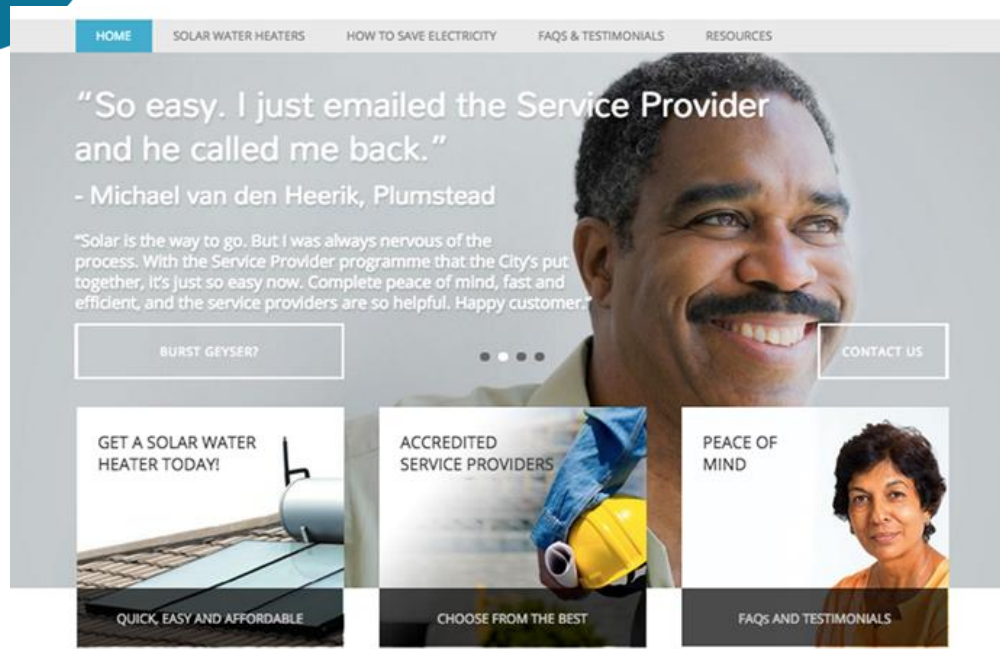 HOME SOLAR WATER HEATERS HOW TO SAVE ELECTRICITY FAQS & TESTIMONIALS RESOURCES
“So easy. I just emailed the Service Provider
and he called me back.”
- Michael van den Heerik, Plumstead
“Solar is the way to go. But I was always nervous of the
process. With the Service Provider programme that the City’s put
together, it’s just so easy now. Complete peace of mind, fast and
efficient, and the service providers are so helpful. Happy customer.”
BURST GEYSER?
CONTACT US
GET A SOLAR WATER
HEATER TODAY!
QUICK, EASY AND AFFORDABLE
ACCREDITED
SERVICE PROVIDERS
CHOOSE FROM THE BEST
PEACE OF
MIND
FAQs AND TESTIMONIALS